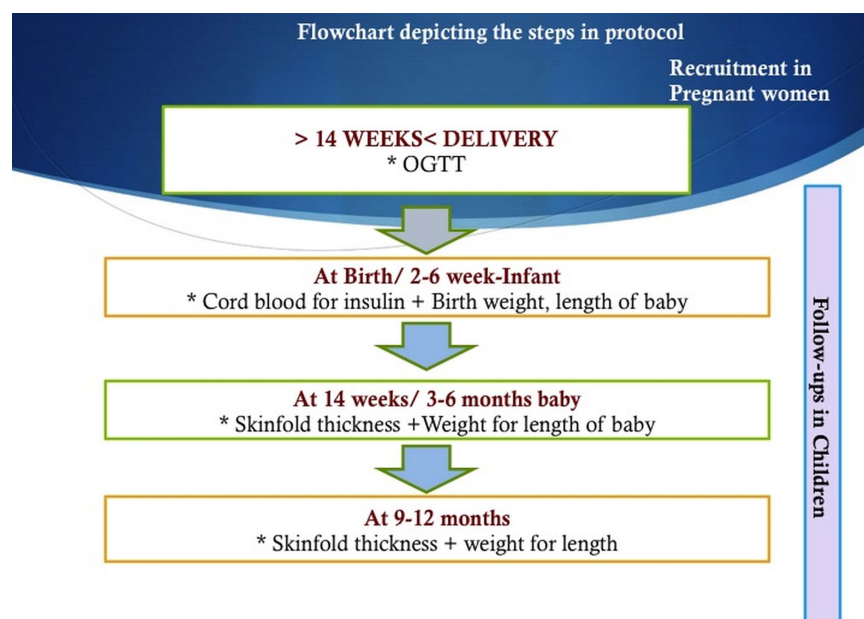 Flowchart depicting the steps in protocol
Recruitment in
Pregnant women
> 14 WEEKS< DELIVERY
* OGTT
At Birth/ 2-6 week-Infant
* Cord blood for insulin + Birth weight, length of baby
At 14 weeks/ 3-6 months baby
* Skinfold thickness +Weight for length of baby
At 9-12 months
* Skinfold thickness + weight for length
Follow-ups in Children